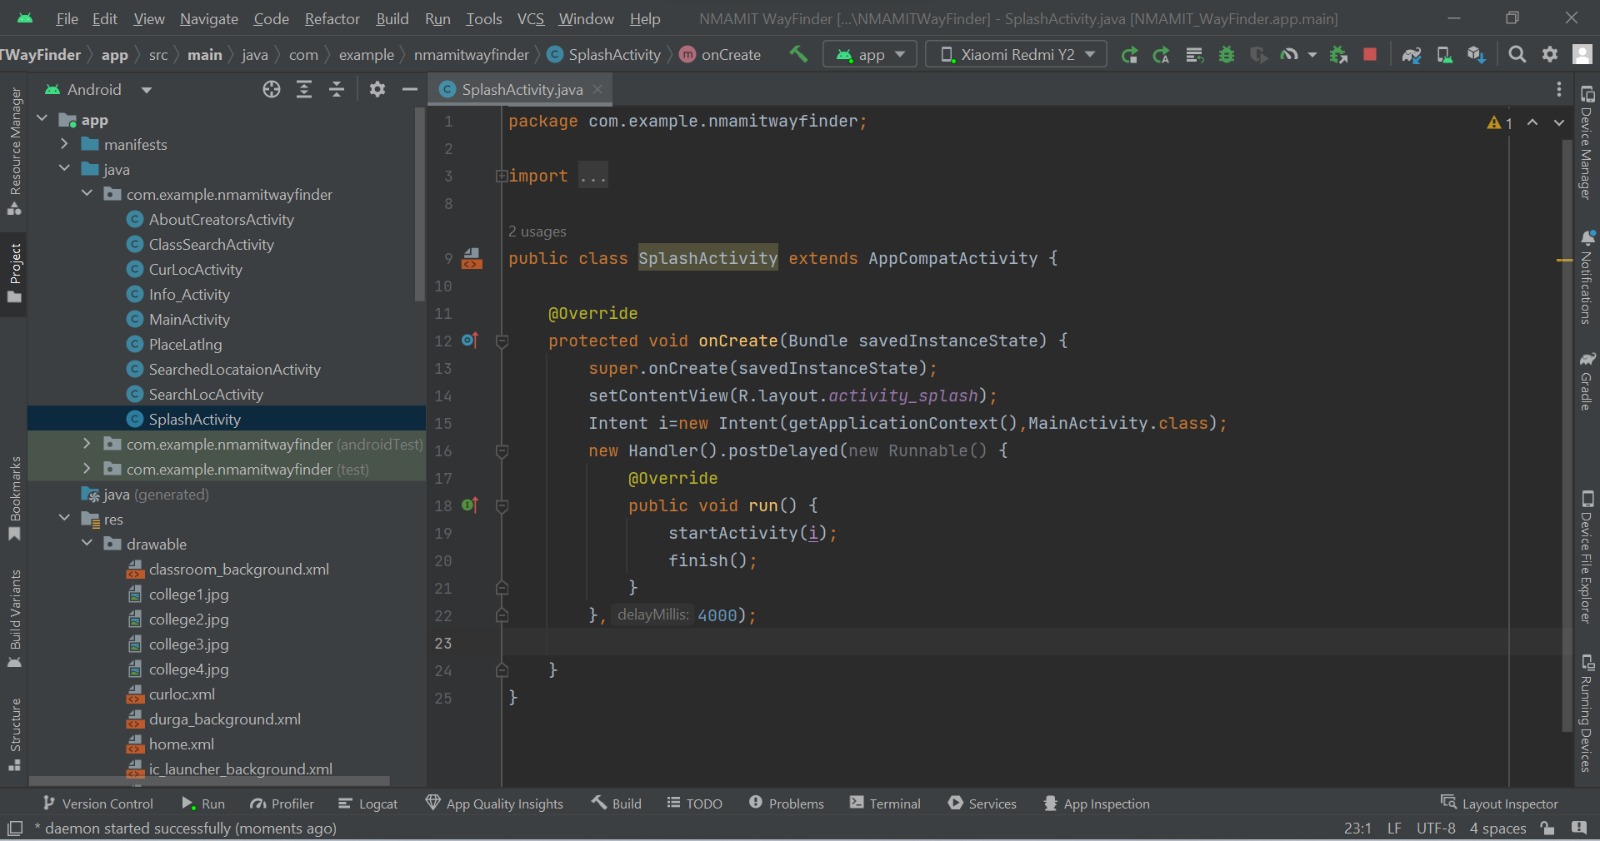 File Edit View Navigate Code Refactor Build Run Tools VCS Window Help NMAMIT WayFinder [...\NMAMITWayFinder] - SplashActivity.java [NMAMIT_WayFinder.app.main]
TWayFinder app src main java com example nmamitwayfinder SplashActivity onCreate app Xiaomi Redmi Y2
Android
SplashActivity.java
Resource Manager
Project
Bookmarks
Build Variants
Structure
app
manifests
java
com.example.nmamitwayfinder
AboutCreatorsActivity
ClassSearchActivity
CurLocActivity
Info_Activity
MainActivity
PlaceLatlng
SearchedLocataionActivity
SearchLocActivity
SplashActivity
com.example.nmamitwayfinder (androidTest)
com.example.nmamitwayfinder (test)
java (generated)
res
drawable
classroom_background.xml
college1.jpg
college2.jpg
college3.jpg
college4.jpg
curloc.xml
durga_background.xml
home.xml
ic_launcher_background.xml
1 package com.example.nmamitwayfinder;
2
3 import ...
8
2 usages
9 public class SplashActivity extends AppCompatActivity {
10
11 @Override
12 protected void onCreate(Bundle savedInstanceState) {
13 super.onCreate(savedInstanceState);
14 setContentView(R.layout.activity_splash);
15 Intent i=new Intent(getApplicationContext(),MainActivity.class);
16 new Handler().postDelayed(new Runnable() {
17 @Override
18 public void run() {
19 startActivity(i);
20 finish();
21 }
22 }, delayMillis: 4000);
23
24 }
25 }
1
Device Manager
Notifications
Gradle
Device File Explorer
Running Devices
Version Control Run Profiler Logcat App Quality Insights Build TODO Problems Terminal Services App Inspection Layout Inspector
* daemon started successfully (moments ago) 23:1 LF UTF-8 4 spaces